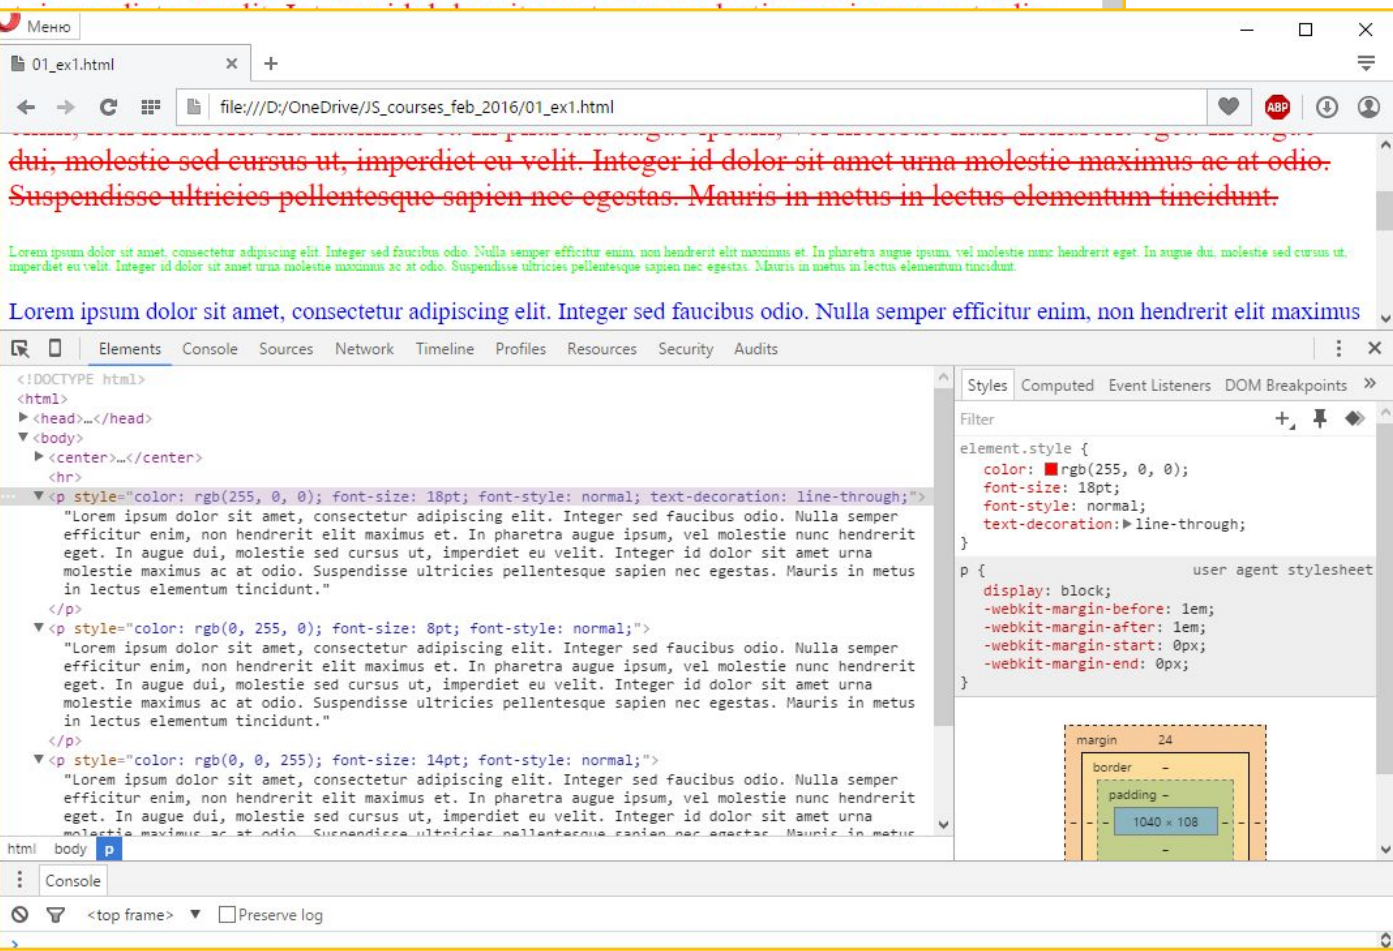 Меню
01_ex1.html
file:///D:/OneDrive/JS_courses_feb_2016/01_ex1.html
ABP
dui, molestie sed cursus ut, imperdiet eu velit. Integer id dolor sit amet urna molestie maximus ac at odio.
Suspendisse ultricies pellentesque sapien nec egestas. Mauris in metus in lectus elementum tincidunt.
Lorem ipsum dolor sit amet, consectetur adipiscing elit. Integer sed faucibus odio. Nulla semper efficitur enim, non hendrerit elit maximus et. In pharetra augue ipsum, vel molestie nunc hendrerit eget. In augue dui, molestie sed cursus ut,
imperdiet eu velit. Integer id dolor sit amet urna molestie maximus ac at odio. Suspendisse ultricies pellentesque sapien nec egestas. Mauris in metus in lectus elementum tincidunt.
Lorem ipsum dolor sit amet, consectetur adipiscing elit. Integer sed faucibus odio. Nulla semper efficitur enim, non hendrerit elit maximus
Elements Console Sources Network Timeline Profiles Resources Security Audits
<!DOCTYPE html>
<html>
<head>…</head>
<body>
<center>…</center>
<hr>
<p style="color: rgb(255, 0, 0); font-size: 18pt; font-style: normal; text-decoration: line-through;">
"Lorem ipsum dolor sit amet, consectetur adipiscing elit. Integer sed faucibus odio. Nulla semper
efficitur enim, non hendrerit elit maximus et. In pharetra augue ipsum, vel molestie nunc hendrerit
eget. In augue dui, molestie sed cursus ut, imperdiet eu velit. Integer id dolor sit amet urna
molestie maximus ac at odio. Suspendisse ultricies pellentesque sapien nec egestas. Mauris in metus
in lectus elementum tincidunt."
</p>
<p style="color: rgb(0, 255, 0); font-size: 8pt; font-style: normal;">
"Lorem ipsum dolor sit amet, consectetur adipiscing elit. Integer sed faucibus odio. Nulla semper
efficitur enim, non hendrerit elit maximus et. In pharetra augue ipsum, vel molestie nunc hendrerit
eget. In augue dui, molestie sed cursus ut, imperdiet eu velit. Integer id dolor sit amet urna
molestie maximus ac at odio. Suspendisse ultricies pellentesque sapien nec egestas. Mauris in metus
in lectus elementum tincidunt."
</p>
<p style="color: rgb(0, 0, 255); font-size: 14pt; font-style: normal;">
"Lorem ipsum dolor sit amet, consectetur adipiscing elit. Integer sed faucibus odio. Nulla semper
efficitur enim, non hendrerit elit maximus et. In pharetra augue ipsum, vel molestie nunc hendrerit
eget. In augue dui, molestie sed cursus ut, imperdiet eu velit. Integer id dolor sit amet urna
molestie maximus ac at odio. Suspendisse ultricies pellentesque sapien nec egestas. Mauris in metus
html body p
Styles Computed Event Listeners DOM Breakpoints »
Filter
element.style {
color: rgb(255, 0, 0);
font-size: 18pt;
font-style: normal;
text-decoration: line-through;
}
p { user agent stylesheet
display: block;
-webkit-margin-before: 1em;
-webkit-margin-after: 1em;
-webkit-margin-start: 0px;
-webkit-margin-end: 0px;
}
margin 24
border -
padding -
- - - 1040 × 108 - - -
-
Console
<top frame> ▼ Preserve log